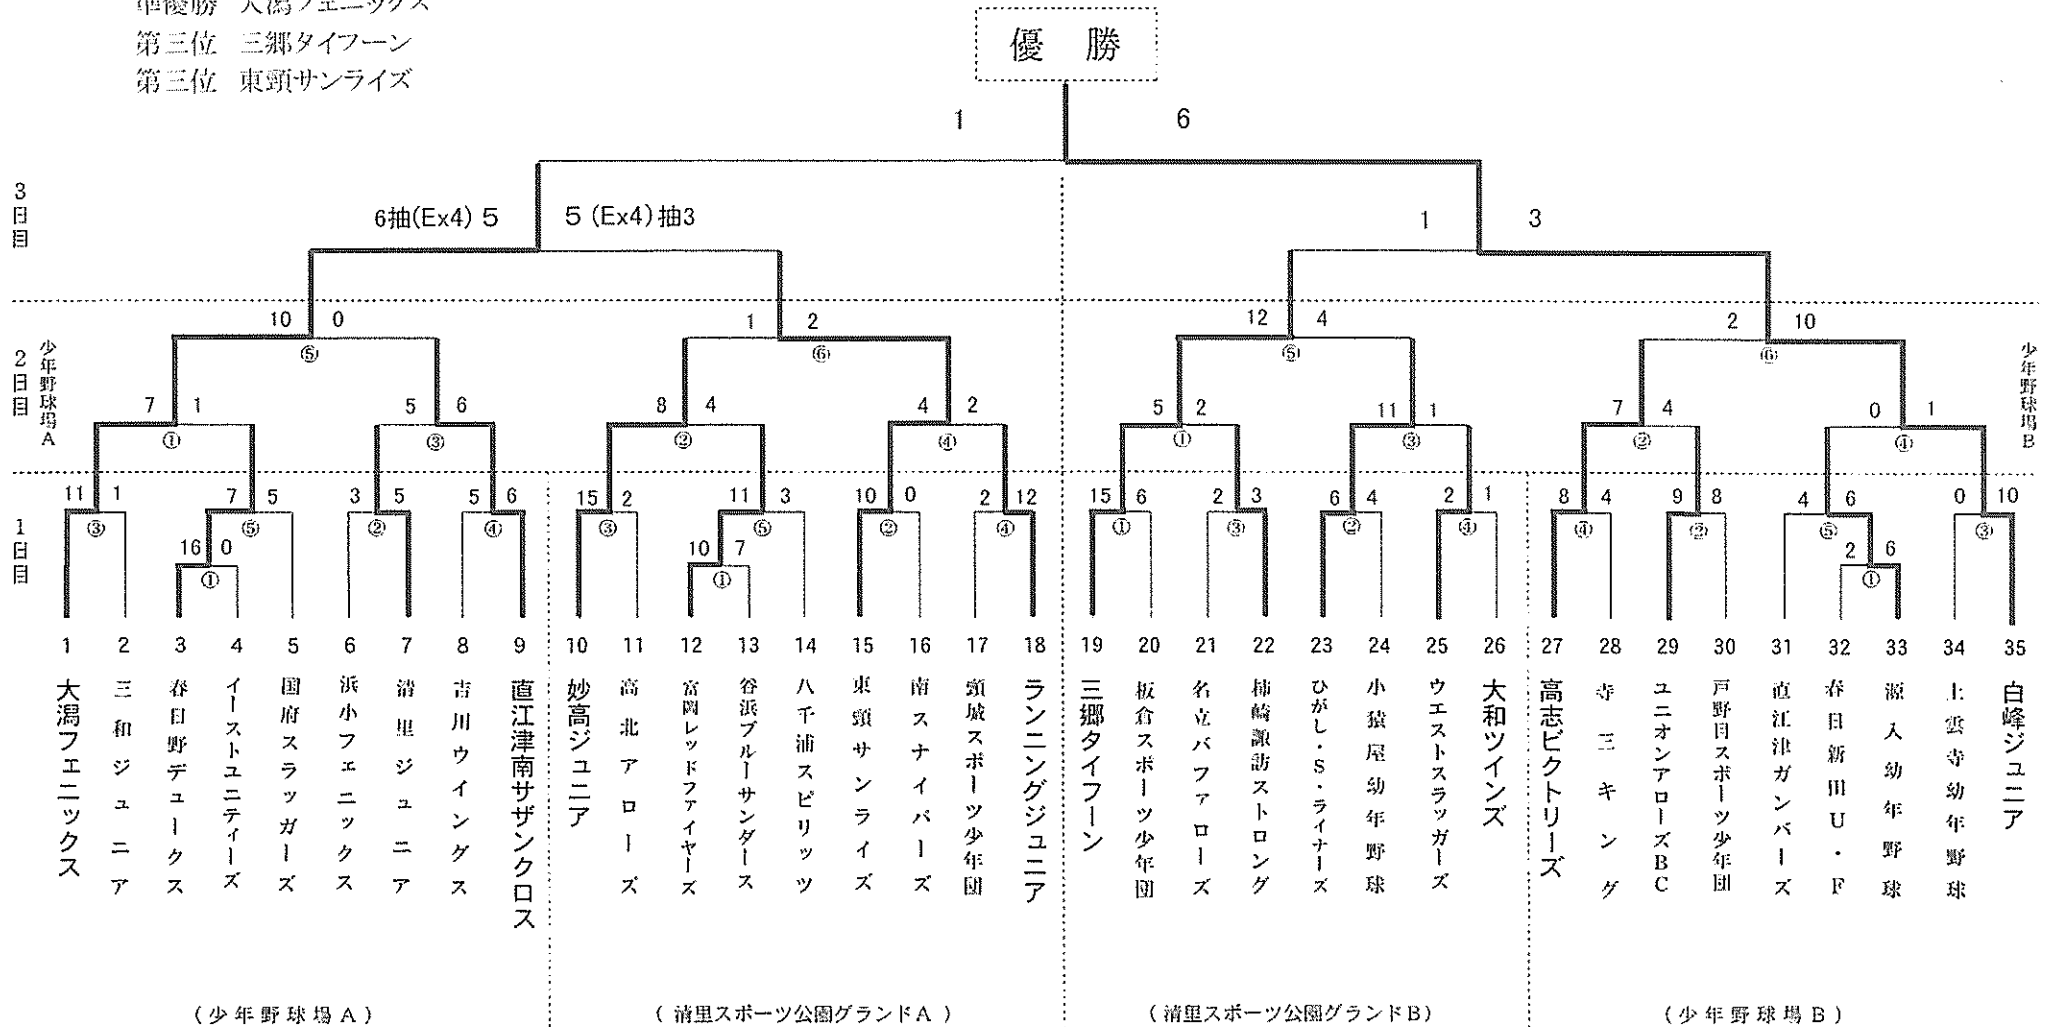 準優勝 大潟フェニックス
第三位 三郷タイフーン
第三位 東頸サンライズ
優 勝
1 6
3日目
6抽(Ex4) 5 5 (Ex4)抽3 1 3
10 0 1 2 12 4 2 10
⑤ ⑥ ⑤ ⑥
2日目
少年野球場A
少年野球場B
7 1 5 6 8 4 4 2 5 2 11 1 7 4 0 1
① ③ ② ④ ① ③ ② ④
1日目
11 1 7 5 3 5 5 6 15 2 11 3 10 0 2 12 15 6 2 3 6 4 2 1 8 4 9 8 4 6 0 10
③ ⑤ ② ④ ③ ⑤ ② ④ ① ③ ② ④ ④ ② ⑤ ③
16 0 10 7 2 6
① ① ①
1 2 3 4 5 6 7 8 9 10 11 12 13 14 15 16 17 18 19 20 21 22 23 24 25 26 27 28 29 30 31 32 33 34 35
大潟フェニックス
三和ジュニア
春日野デュークス
イーストユニティーズ
国府スラッガーズ
浜小フェニックス
清里ジュニア
吉川ウイングス
直江津南サザンクロス
妙高ジュニア
高北アローズ
富岡レッドファイヤーズ
谷浜ブルーサンダース
八千浦スピリッツ
東頸サンライズ
南スナイパーズ
頸城スポーツ少年団
ランニングジュニア
三郷タイフーン
板倉スポーツ少年団
名立バファローズ
柿崎諏訪ストロング
ひがし・S・ライナーズ
小猿屋幼年野球
ウエストスラッガーズ
大和ツインズ
高志ビクトリーズ
寺三キング
ユニオンアローズBC
戸野目スポーツ少年団
直江津ガンバーズ
春日新田U・F
源入幼年野球
上雲寺幼年野球
白峰ジュニア
(少年野球場A)
(清里スポーツ公園グランドA)
(清里スポーツ公園グランドB)
(少年野球場B)